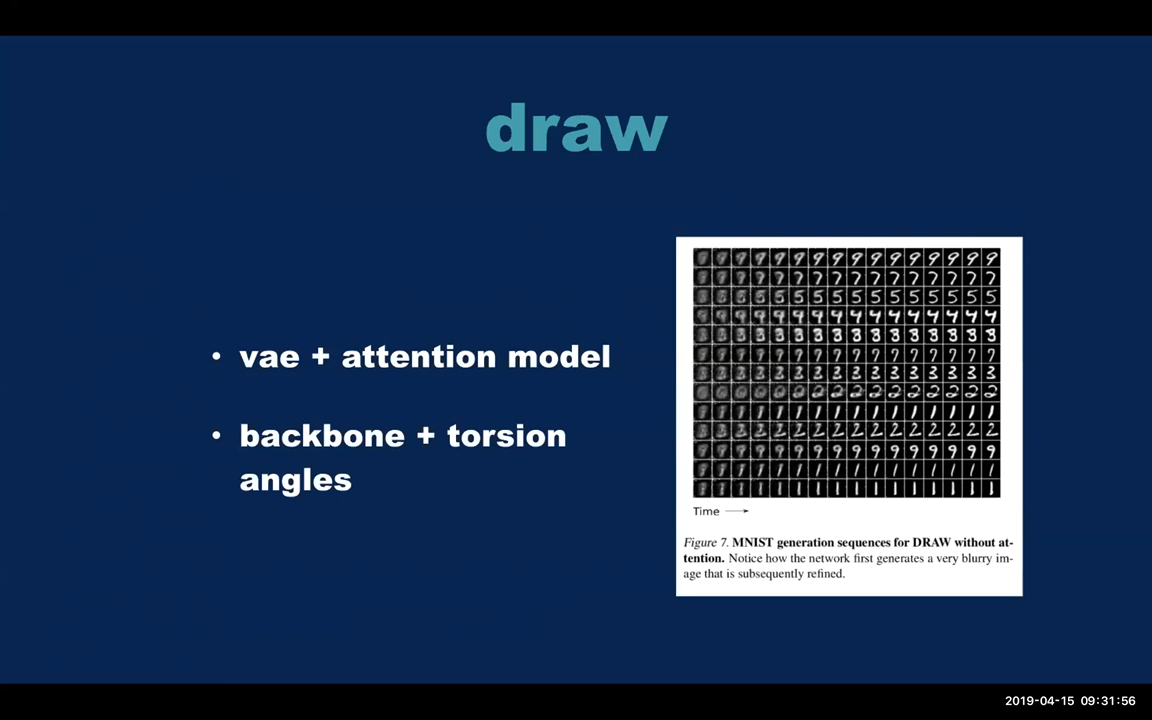 draw
• vae + attention model
• backbone + torsion
angles
Time
Figure 7. MNIST generation sequences for DRAW without at-
tention. Notice how the network first generates a very blurry im-
age that is subsequently refined.
2019-04-15 09:31:56